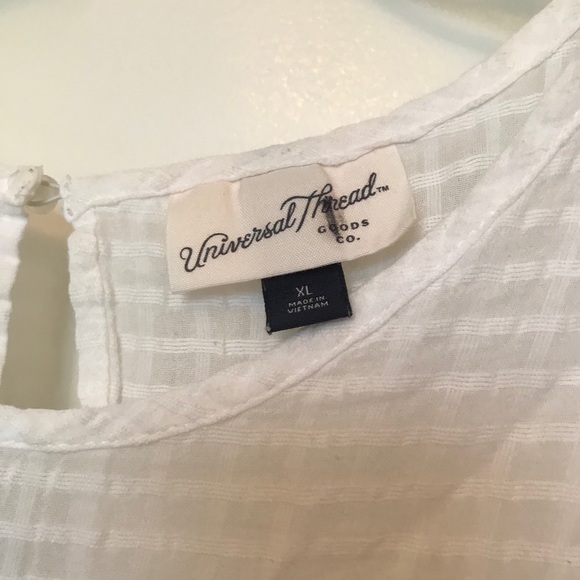 Universal Thread™
GOODS
CO.
XL
MADE IN
VIETNAM